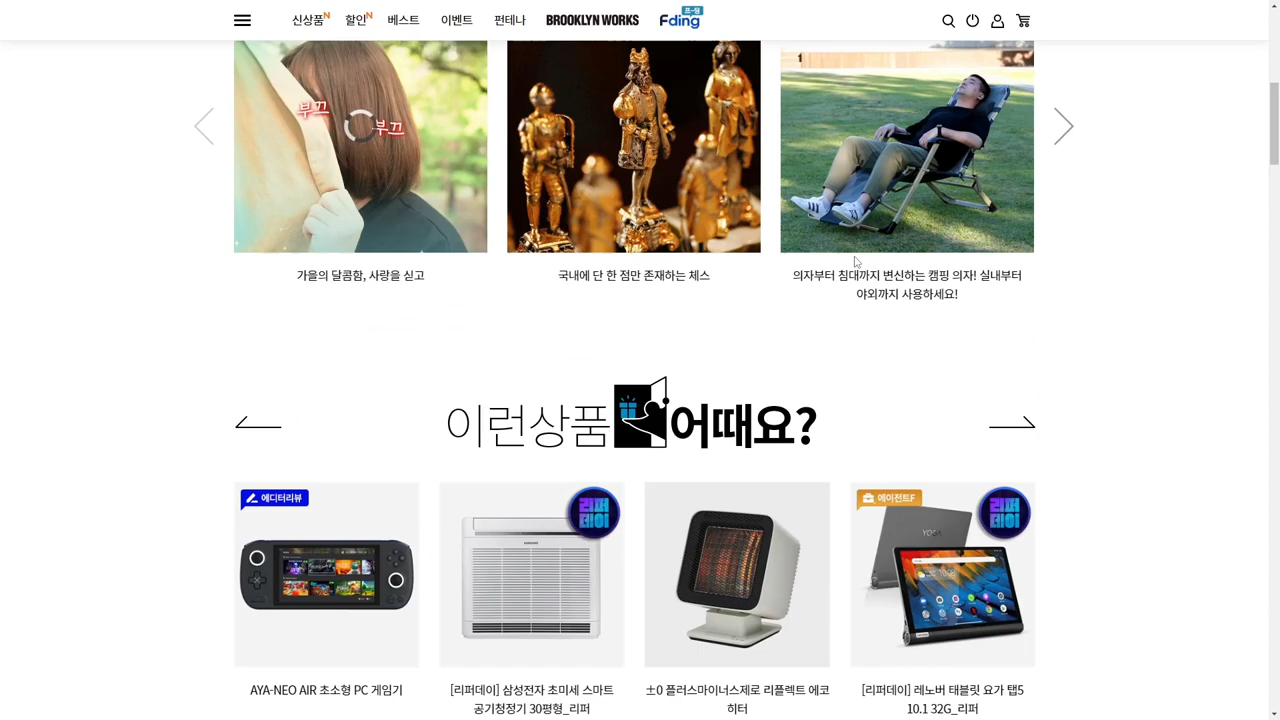 신상품N 할인N 베스트 이벤트 펀테나 BROOKLYN WORKS Fding 프-딩
부끄
부끄
가을의 달콤함, 사랑을 싣고
국내에 단 한 점만 존재하는 체스
의자부터 침대까지 변신하는 캠핑 의자! 실내부터
야외까지 사용하세요!
이런상품 어때요?
에디터리뷰
리퍼
데이
에이전트F
리퍼
데이
SAMSUNG
YOGA
AYA-NEO AIR 초소형 PC 게임기
[리퍼데이] 삼성전자 초미세 스마트
공기청정기 30평형_리퍼
±0 플러스마이너스제로 리플렉트 에코
히터
[리퍼데이] 레노버 태블릿 요가 탭5
10.1 32G_리퍼